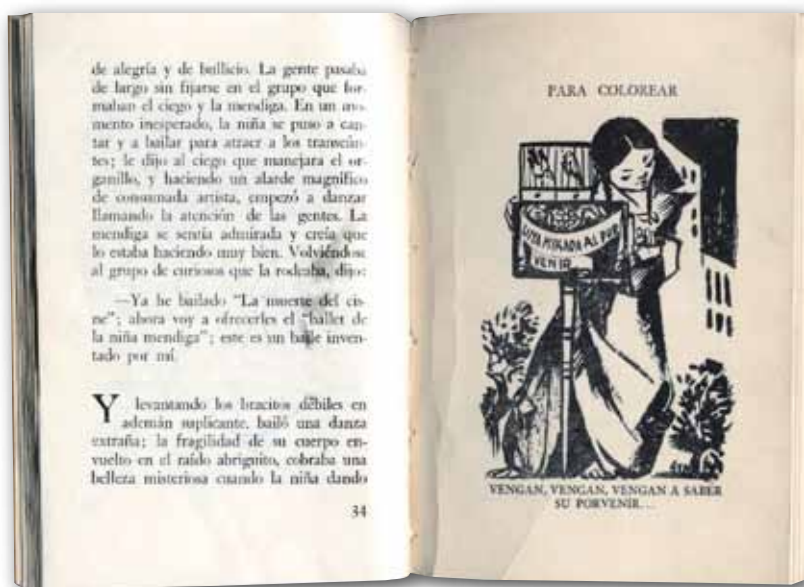 de alegría y de bullicio. La gente pasaba
de largo sin fijarse en el grupo que for-
maban el ciego y la mendiga. En un mo-
mento inesperado, la niña se puso a can-
tar y a bailar para atraer a los transeún-
tes; le dijo al ciego que manejara el or-
ganillo, y haciendo un alarde magnífico
de consumada artista, empezó a danzar
llamando la atención de las gentes. La
mendiga se sentía admirada y creía que
lo estaba haciendo muy bien. Volviéndose
al grupo de curiosos que la rodeaba, dijo:
—Ya he bailado "La muerte del cis-
ne"; ahora voy a ofrecerles el "ballet de
la niña mendiga"; este es un baile inven-
tado por mí.
Y levantando los bracitos débiles en
ademán suplicante, bailó una danza
extraña; la fragilidad de su cuerpo en-
vuelto en el raído abriguito, cobraba una
belleza misteriosa cuando la niña dando
34
PARA COLOREAR
UNA MIRADA AL POR
VENIR
VENGAN, VENGAN, VENGAN A SABER
SU PORVENIR...